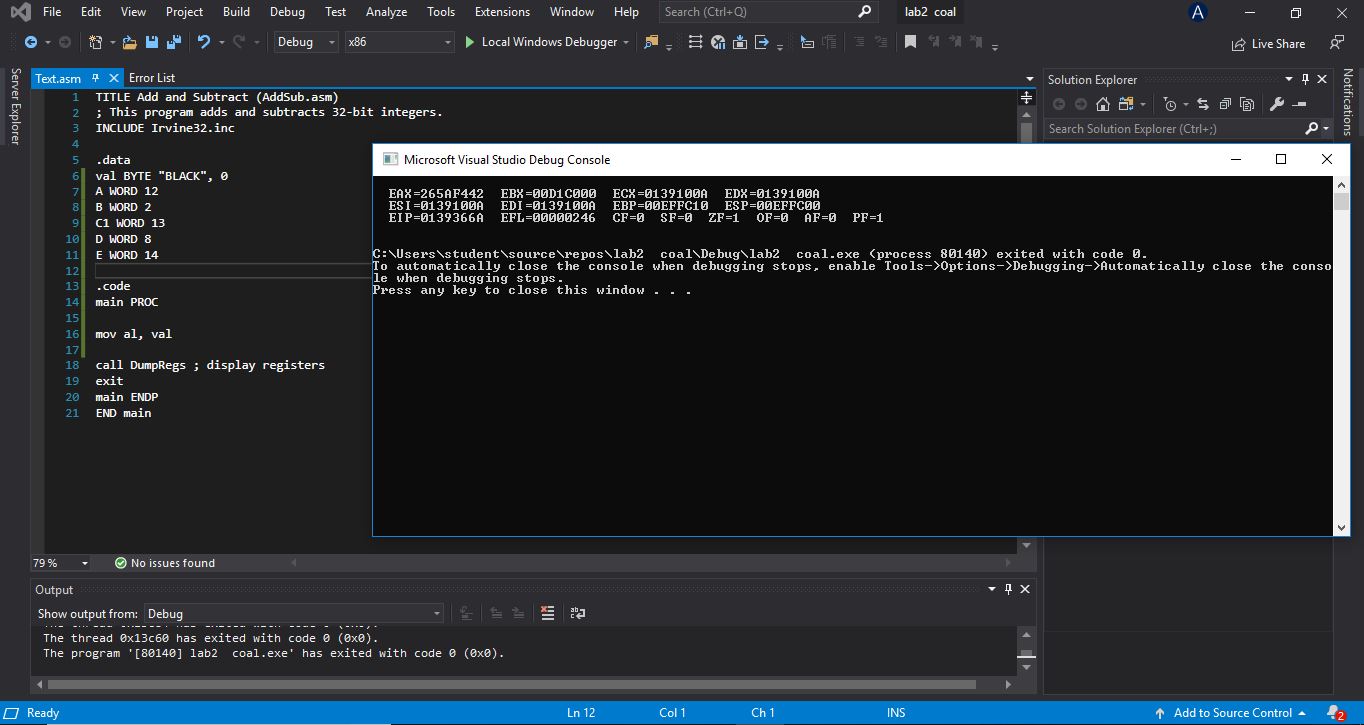 File Edit View Project Build Debug Test Analyze Tools Extensions Window Help Search (Ctrl+Q) lab2 coal A
Debug x86 Local Windows Debugger Live Share
Server Explorer
Text.asm Error List
1 TITLE Add and Subtract (AddSub.asm)
2 ; This program adds and subtracts 32-bit integers.
3 INCLUDE Irvine32.inc
4
5 .data
6 val BYTE "BLACK", 0
7 A WORD 12
8 B WORD 2
9 C1 WORD 13
10 D WORD 8
11 E WORD 14
12
13 .code
14 main PROC
15
16 mov al, val
17
18 call DumpRegs ; display registers
19 exit
20 main ENDP
21 END main
Solution Explorer
Search Solution Explorer (Ctrl+;)
Notifications
Microsoft Visual Studio Debug Console
EAX=265AF442 EBX=00D1C000 ECX=0139100A EDX=0139100A
ESI=0139100A EDI=0139100A EBP=00EFFC10 ESP=00EFFC00
EIP=0139366A EFL=00000246 CF=0 SF=0 ZF=1 OF=0 AF=0 PF=1
C:\Users\student\source\repos\lab2 coal\Debug\lab2 coal.exe (process 80140) exited with code 0.
To automatically close the console when debugging stops, enable Tools->Options->Debugging->Automatically close the conso
le when debugging stops.
Press any key to close this window . . .
79 % No issues found
Output
Show output from: Debug
The thread 0x13c60 has exited with code 0 (0x0).
The program '[80140] lab2 coal.exe' has exited with code 0 (0x0).
Ready Ln 12 Col 1 Ch 1 INS Add to Source Control 2